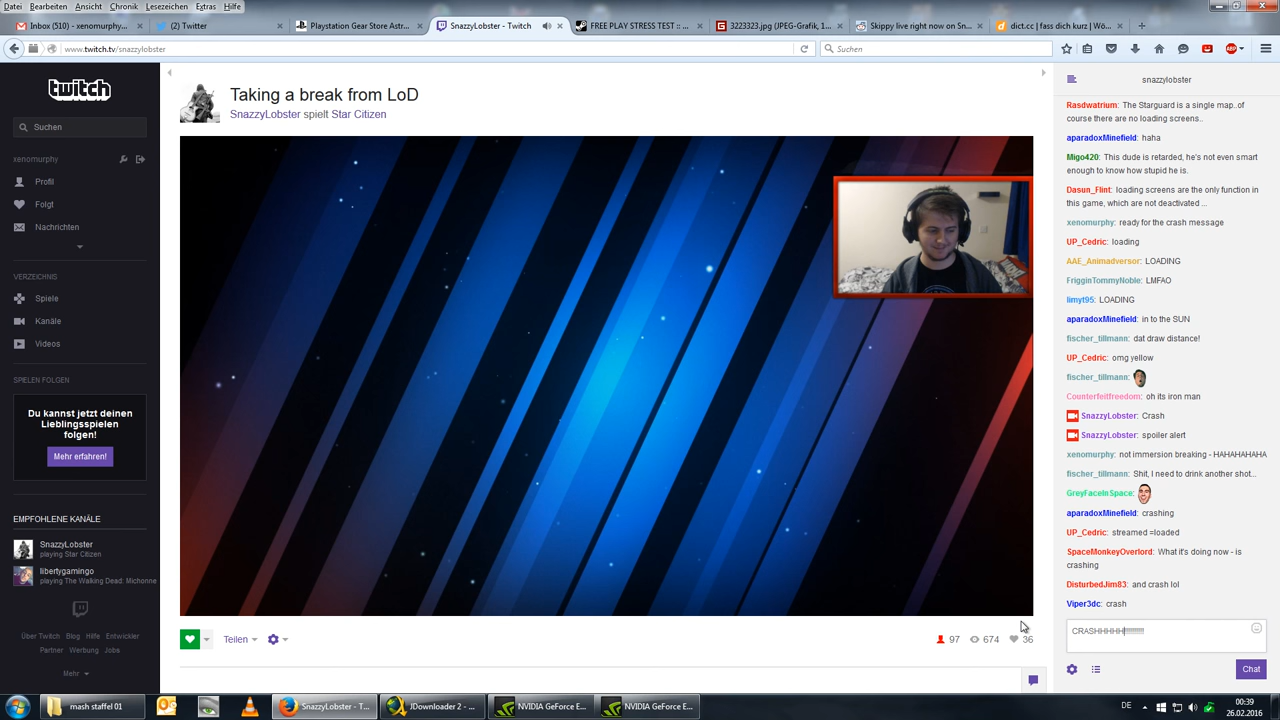 Datei Bearbeiten Ansicht Chronik Lesezeichen Extras Hilfe
Inbox (510) - xenomurphy... Twitter Playstation Gear Store Astr... SnazzyLobster - Twitch FREE PLAY STRESS TEST :: ... 3223323.jpg (JPEG-Grafik, 1... Skippy live right now on Sn... dict.cc | fass dich kurz | Wö...
www.twitch.tv/snazzylobster Suchen ABP
twitch
Suchen
xenomurphy
Profil
Folgt
Nachrichten
VERZEICHNIS
Spiele
Kanäle
Videos
SPIELEN FOLGEN
Du kannst jetzt deinen
Lieblingsspielen
folgen!
Mehr erfahren!
EMPFOHLENE KANÄLE
SnazzyLobster
playing Star Citizen
libertygamingo
playing The Walking Dead: Michonne
Über Twitch Blog Hilfe Entwickler
Partner Werbung Jobs
Mehr
Taking a break from LoD
SnazzyLobster spielt Star Citizen
Teilen
97 674 36
snazzylobster
Rasdwatrium: The Starguard is a single map..of
course there are no loading screens..
aparadoxMinefield: haha
Migo420: This dude is retarded, he's not even smart
enough to know how stupid he is.
Dasun_Flint: loading screens are the only function in
this game, which are not deactivated ...
xenomurphy: ready for the crash message
UP_Cedric: loading
AAE_Animadversor: LOADING
FrigginTommyNoble: LMFAO
limyt95: LOADING
aparadoxMinefield: in to the SUN
fischer_tillmann: dat draw distance!
UP_Cedric: omg yellow
fischer_tillmann:
Counterfeitfreedom: oh its iron man
SnazzyLobster: Crash
SnazzyLobster: spoiler alert
xenomurphy: not immersion breaking - HAHAHAHAHA
fischer_tillmann: Shit, I need to drink another shot...
GreyFaceInSpace:
aparadoxMinefield: crashing
UP_Cedric: streamed =loaded
SpaceMonkeyOverlord: What it's doing now - is
crashing
DisturbedJim83: and crash lol
Viper3dc: crash
Chat
mash staffel 01 SnazzyLobster - T... JDownloader 2 - ... NVIDIA GeForce E... NVIDIA GeForce E... DE 00:39
26.02.2016